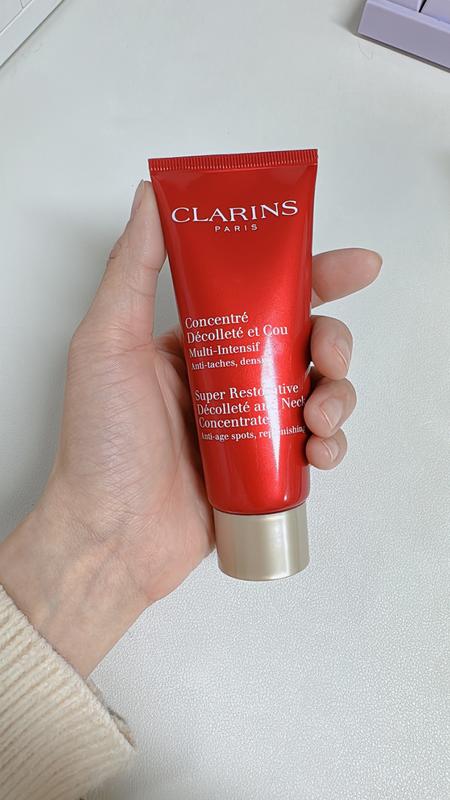 CLARINS
PARIS
Concentré
Décolleté et Cou
Multi-Intensif
Anti-taches,
Super Restorative
Décolleté and Neck
Concentrate
Anti-age spots, replenishing